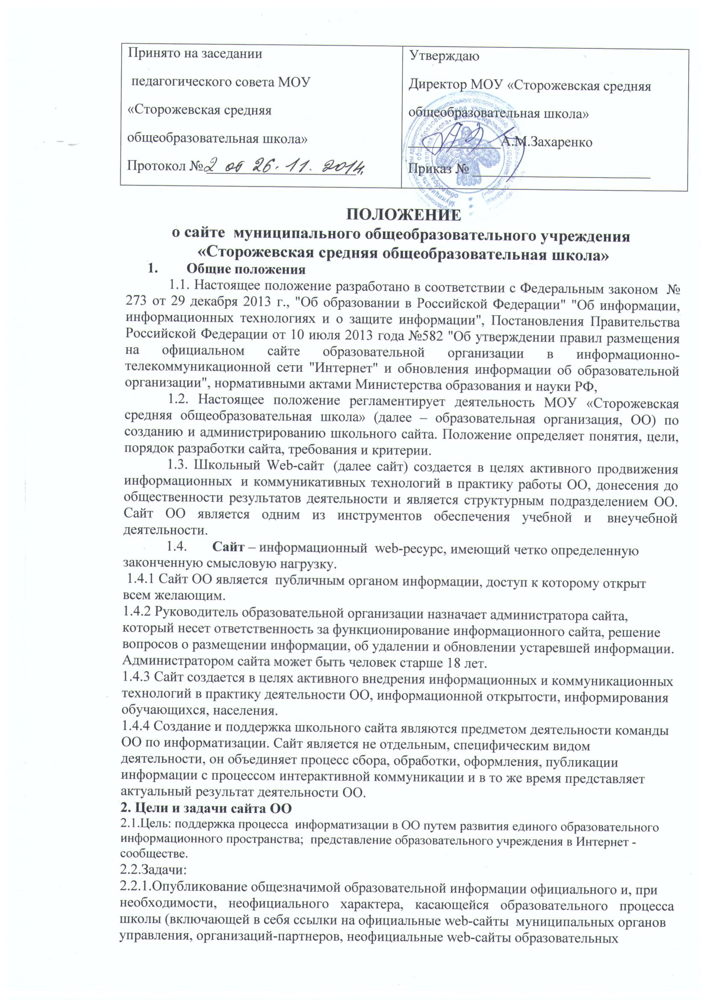 Принято на заседании
педагогического совета МОУ
«Сторожевская средняя
общеобразовательная школа»
Протокол №2 от 26.11.2014.
Утверждаю
Директор МОУ «Сторожевская средняя
общеобразовательная школа»
____________А.М.Захаренко
Приказ № ________________________
ПОЛОЖЕНИЕ
о сайте муниципального общеобразовательного учреждения
«Сторожевская средняя общеобразовательная школа»
1. Общие положения
1.1. Настоящее положение разработано в соответствии с Федеральным законом №
273 от 29 декабря 2013 г., "Об образовании в Российской Федерации" "Об информации,
информационных технологиях и о защите информации", Постановления Правительства
Российской Федерации от 10 июля 2013 года №582 "Об утверждении правил размещения
на официальном сайте образовательной организации в информационно-
телекоммуникационной сети "Интернет" и обновления информации об образовательной
организации", нормативными актами Министерства образования и науки РФ,
1.2. Настоящее положение регламентирует деятельность МОУ «Сторожевская
средняя общеобразовательная школа» (далее – образовательная организация, ОО) по
созданию и администрированию школьного сайта. Положение определяет понятия, цели,
порядок разработки сайта, требования и критерии.
1.3. Школьный Web-сайт (далее сайт) создается в целях активного продвижения
информационных и коммуникативных технологий в практику работы ОО, донесения до
общественности результатов деятельности и является структурным подразделением ОО.
Сайт ОО является одним из инструментов обеспечения учебной и внеучебной
деятельности.
1.4. Сайт – информационный web-ресурс, имеющий четко определенную
законченную смысловую нагрузку.
1.4.1 Сайт ОО является публичным органом информации, доступ к которому открыт
всем желающим.
1.4.2 Руководитель образовательной организации назначает администратора сайта,
который несет ответственность за функционирование информационного сайта, решение
вопросов о размещении информации, об удалении и обновлении устаревшей информации.
Администратором сайта может быть человек старше 18 лет.
1.4.3 Сайт создается в целях активного внедрения информационных и коммуникационных
технологий в практику деятельности ОО, информационной открытости, информирования
обучающихся, населения.
1.4.4 Создание и поддержка школьного сайта являются предметом деятельности команды
ОО по информатизации. Сайт является не отдельным, специфическим видом
деятельности, он объединяет процесс сбора, обработки, оформления, публикации
информации с процессом интерактивной коммуникации и в то же время представляет
актуальный результат деятельности ОО.
2. Цели и задачи сайта ОО
2.1.Цель: поддержка процесса информатизации в ОО путем развития единого образовательного
информационного пространства; представление образовательного учреждения в Интернет -
сообществе.
2.2.Задачи:
2.2.1.Опубликование общезначимой образовательной информации официального и, при
необходимости, неофициального характера, касающейся образовательного процесса
школы (включающей в себя ссылки на официальные web-сайты муниципальных органов
управления, организаций-партнеров, неофициальные web-сайты образовательных